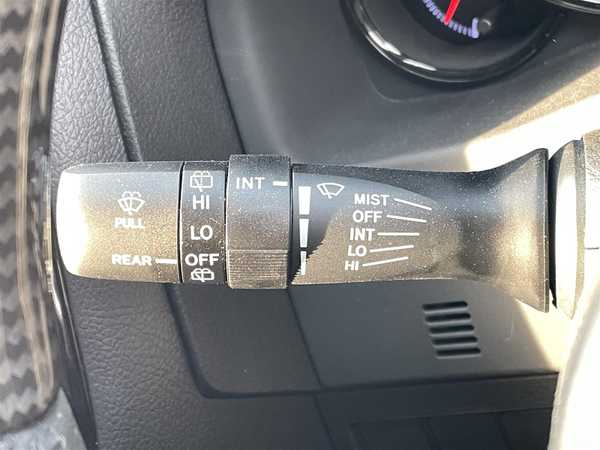 PULL
REAR
HI
LO
OFF
INT
MIST
OFF
INT
LO
HI